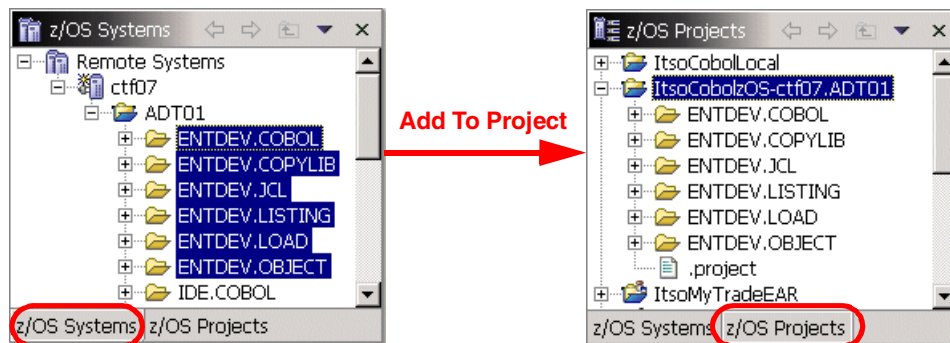 z/OS Systems
Remote Systems
ctf07
ADT01
ENTDEV.COBOL
ENTDEV.COPYLIB
ENTDEV.JCL
ENTDEV.LISTING
ENTDEV.LOAD
ENTDEV.OBJECT
IDE.COBOL
z/OS Systems z/OS Projects
Add To Project
z/OS Projects
ItsoCobolLocal
ItsoCobolzOS-ctf07.ADT01
ENTDEV.COBOL
ENTDEV.COPYLIB
ENTDEV.JCL
ENTDEV.LISTING
ENTDEV.LOAD
ENTDEV.OBJECT
.project
ItsoMyTradeEAR
z/OS Systems z/OS Projects